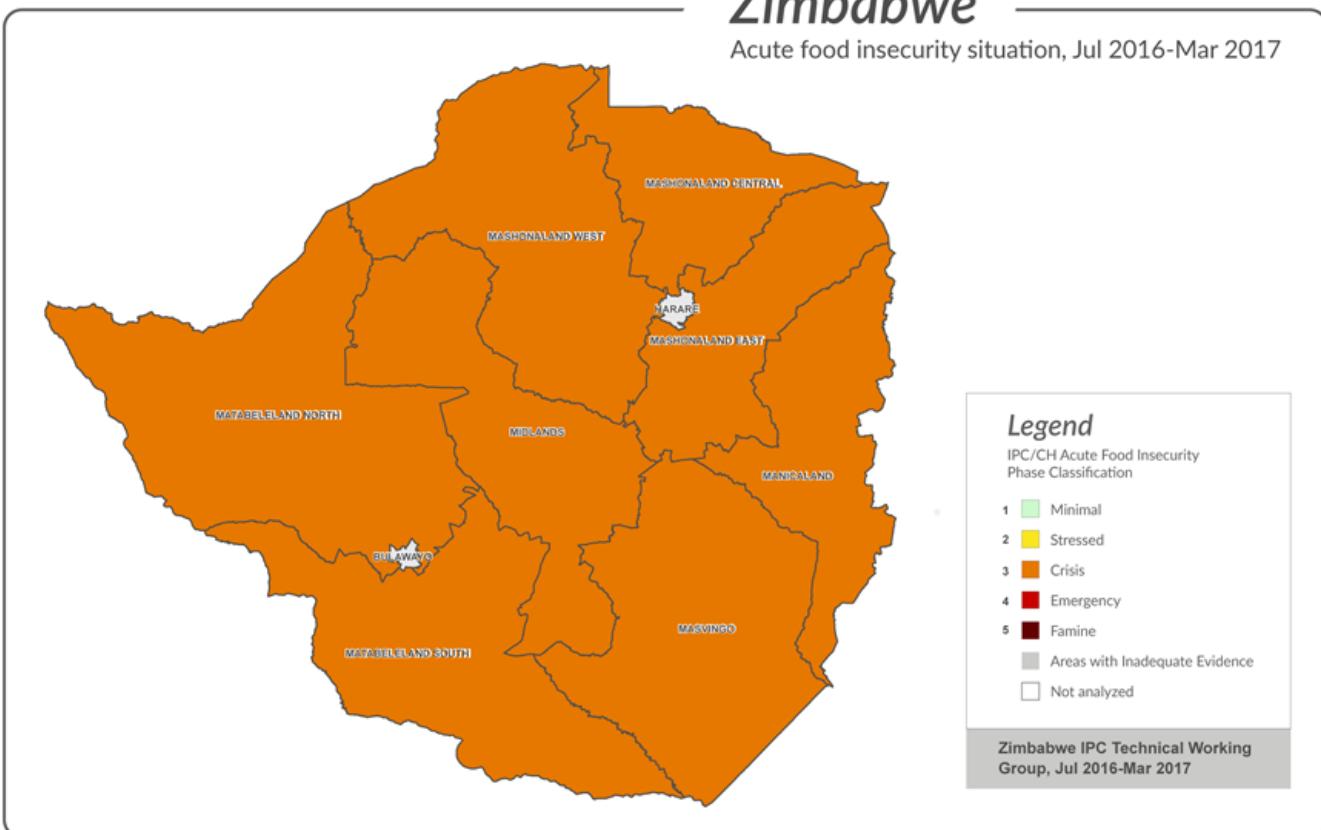 Zimbabwe
Acute food insecurity situation, Jul 2016-Mar 2017
MASHONALAND CENTRAL
MASHONALAND WEST
HARARE
MASHONALAND EAST
MATABELELAND NORTH
MIDLANDS
MANICALAND
BULAWAYO
MASVINGO
MATABELELAND SOUTH
Legend
IPC/CH Acute Food Insecurity
Phase Classification
1 Minimal
2 Stressed
3 Crisis
4 Emergency
5 Famine
Areas with Inadequate Evidence
Not analyzed
Zimbabwe IPC Technical Working
Group, Jul 2016-Mar 2017